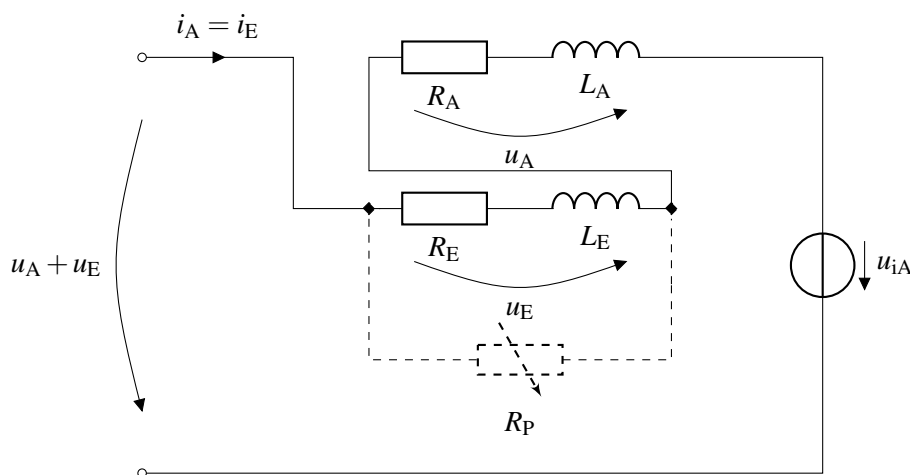 i_A = i_E
R_A
L_A
u_A
R_E
L_E
u_A + u_E
u_iA
u_E
R_P